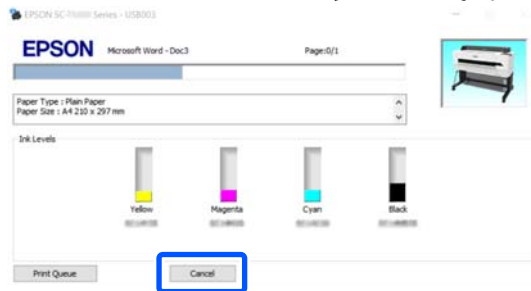 EPSON SC- Series - USB001
EPSON
Microsoft Word - Doc3
Page:0/1
Paper Type : Plain Paper
Paper Size : A4 210 x 297 mm
Ink Levels
Yellow
Magenta
Cyan
Black
Print Queue
Cancel